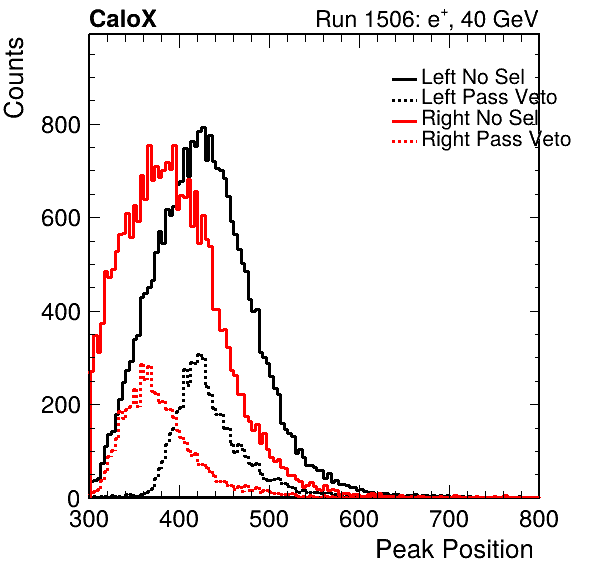 CaloX Run 1506: e+, 40 GeV
Counts
Left No Sel
Left Pass Veto
Right No Sel
Right Pass Veto
800
600
400
200
0
300 400 500 600 700 800
Peak Position